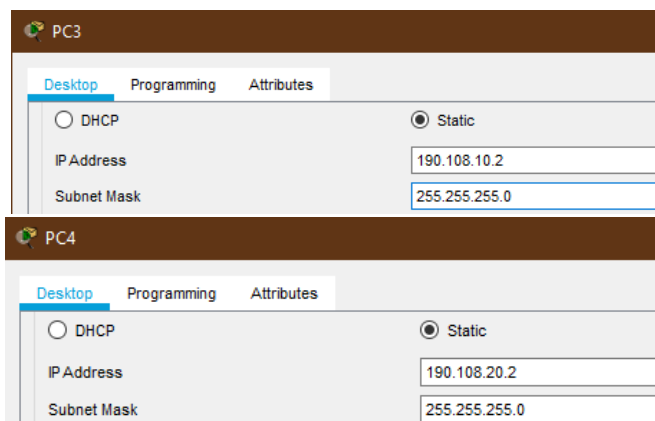 PC3
Desktop Programming Attributes
DHCP Static
IP Address 190.108.10.2
Subnet Mask 255.255.255.0
PC4
Desktop Programming Attributes
DHCP Static
IP Address 190.108.20.2
Subnet Mask 255.255.255.0